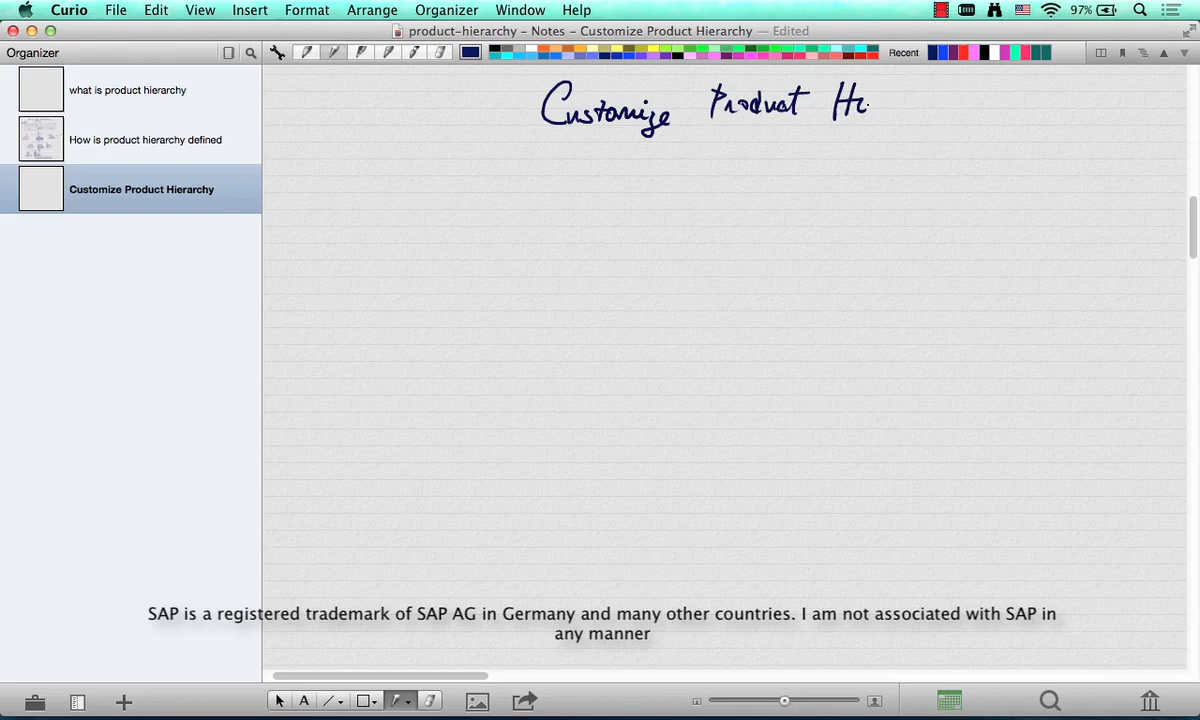 Curio File Edit View Insert Format Arrange Organizer Window Help 97%
product-hierarchy – Notes – Customize Product Hierarchy — Edited
Organizer Recent
what is product hierarchy
How is product hierarchy defined
Customize Product Hierarchy
Customize Product Hi
SAP is a registered trademark of SAP AG in Germany and many other countries. I am not associated with SAP in
any manner
A